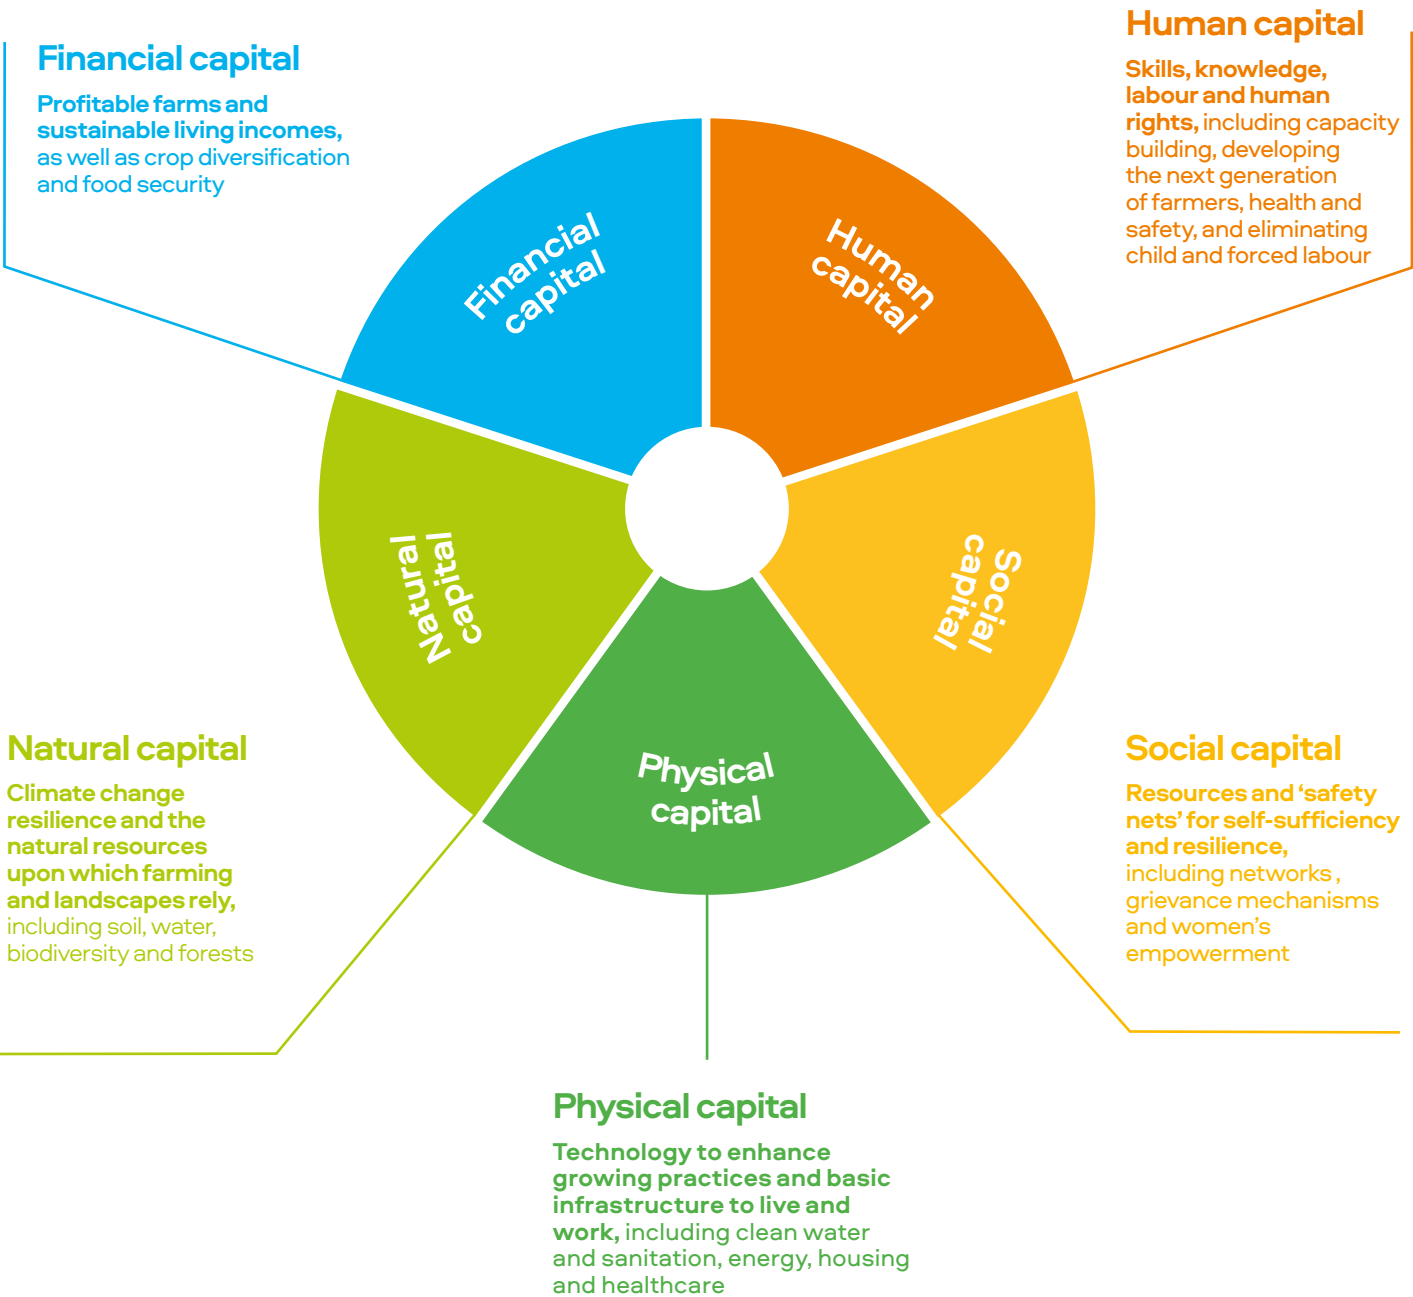 Financial capital
Profitable farms and
sustainable living incomes,
as well as crop diversification
and food security
Human capital
Skills, knowledge,
labour and human
rights, including capacity
building, developing
the next generation
of farmers, health and
safety, and eliminating
child and forced labour
Financial
capital
Human
capital
Natural
capital
Social
capital
Physical
capital
Natural capital
Climate change
resilience and the
natural resources
upon which farming
and landscapes rely,
including soil, water,
biodiversity and forests
Social capital
Resources and ‘safety
nets’ for self-sufficiency
and resilience,
including networks ,
grievance mechanisms
and women’s
empowerment
Physical capital
Technology to enhance
growing practices and basic
infrastructure to live and
work, including clean water
and sanitation, energy, housing
and healthcare